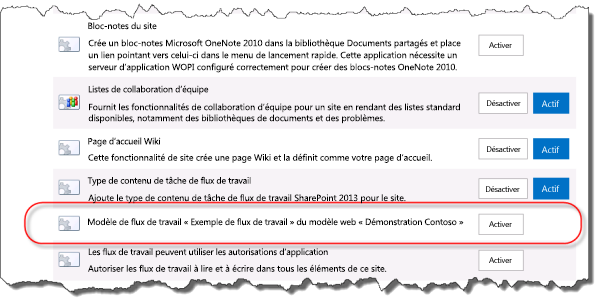 Bloc-notes du site
Crée un bloc-notes Microsoft OneNote 2010 dans la bibliothèque Documents partagés et place
un lien pointant vers celui-ci dans le menu de lancement rapide. Cette application nécessite un
serveur d'application WOPI configuré correctement pour créer des blocs-notes OneNote 2010.
Activer
Listes de collaboration d'équipe
Fournit les fonctionnalités de collaboration d'équipe pour un site en rendant des listes standard
disponibles, notamment des bibliothèques de documents et des problèmes.
Désactiver Actif
Page d'accueil Wiki
Cette fonctionnalité de site crée une page Wiki et la définit comme votre page d'accueil.
Désactiver Actif
Type de contenu de tâche de flux de travail
Ajoute le type de contenu de tâche de flux de travail SharePoint 2013 pour le site.
Désactiver Actif
Modèle de flux de travail « Exemple de flux de travail » du modèle web « Démonstration Contoso »
Activer
Les flux de travail peuvent utiliser les autorisations d'application
Autoriser les flux de travail à lire et à écrire dans tous les éléments de ce site.
Activer